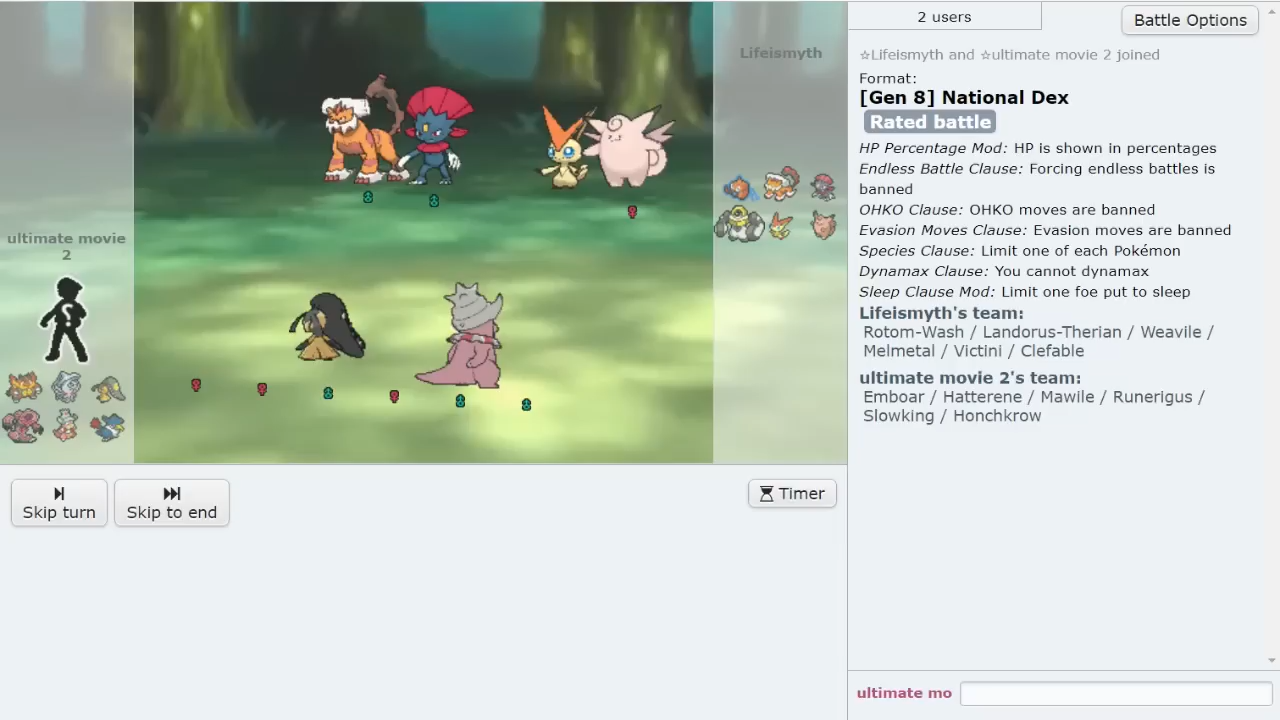 2 users
Battle Options
Lifeismyth
☆Lifeismyth and ☆ultimate movie 2 joined
Format:
[Gen 8] National Dex
Rated battle
HP Percentage Mod: HP is shown in percentages
Endless Battle Clause: Forcing endless battles is
banned
OHKO Clause: OHKO moves are banned
Evasion Moves Clause: Evasion moves are banned
Species Clause: Limit one of each Pokémon
Dynamax Clause: You cannot dynamax
Sleep Clause Mod: Limit one foe put to sleep
Lifeismyth's team:
Rotom-Wash / Landorus-Therian / Weavile /
Melmetal / Victini / Clefable
ultimate movie 2's team:
Emboar / Hatterene / Mawile / Runerigus /
Slowking / Honchkrow
ultimate movie
2
Skip turn
Skip to end
Timer
ultimate mo